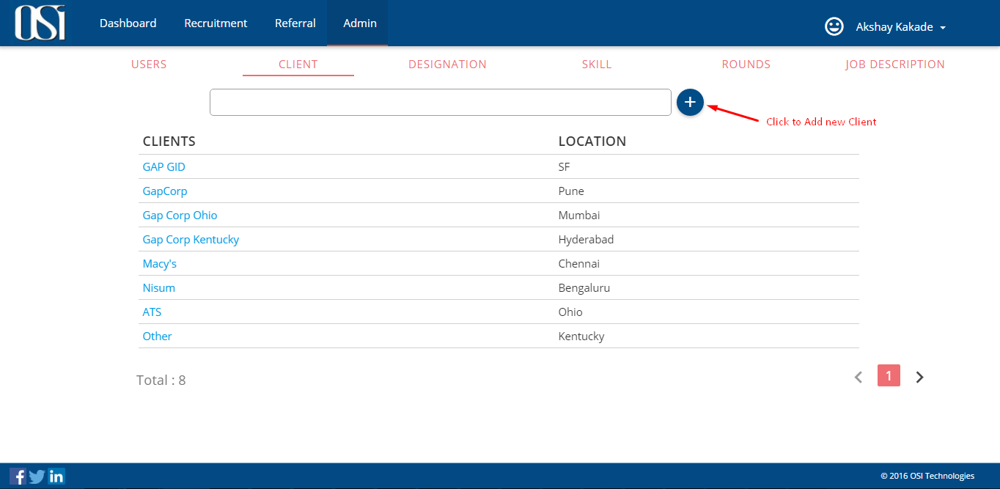 OSi Dashboard Recruitment Referral Admin Akshay Kakade
USERS CLIENT DESIGNATION SKILL ROUNDS JOB DESCRIPTION
+
Click to Add new Client
CLIENTS LOCATION
GAP GID SF
GapCorp Pune
Gap Corp Ohio Mumbai
Gap Corp Kentucky Hyderabad
Macy's Chennai
Nisum Bengaluru
ATS Ohio
Other Kentucky
Total : 8 1
f in © 2016 OSI Technologies